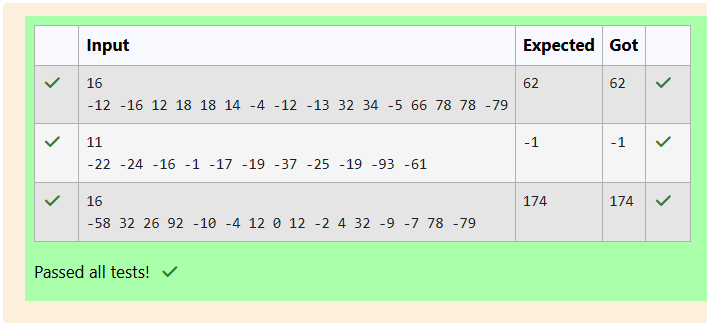 Input Expected Got
16 62 62
-12 -16 12 18 18 14 -4 -12 -13 32 34 -5 66 78 78 -79
11 -1 -1
-22 -24 -16 -1 -17 -19 -37 -25 -19 -93 -61
16 174 174
-58 32 26 92 -10 -4 12 0 12 -2 4 32 -9 -7 78 -79
Passed all tests!